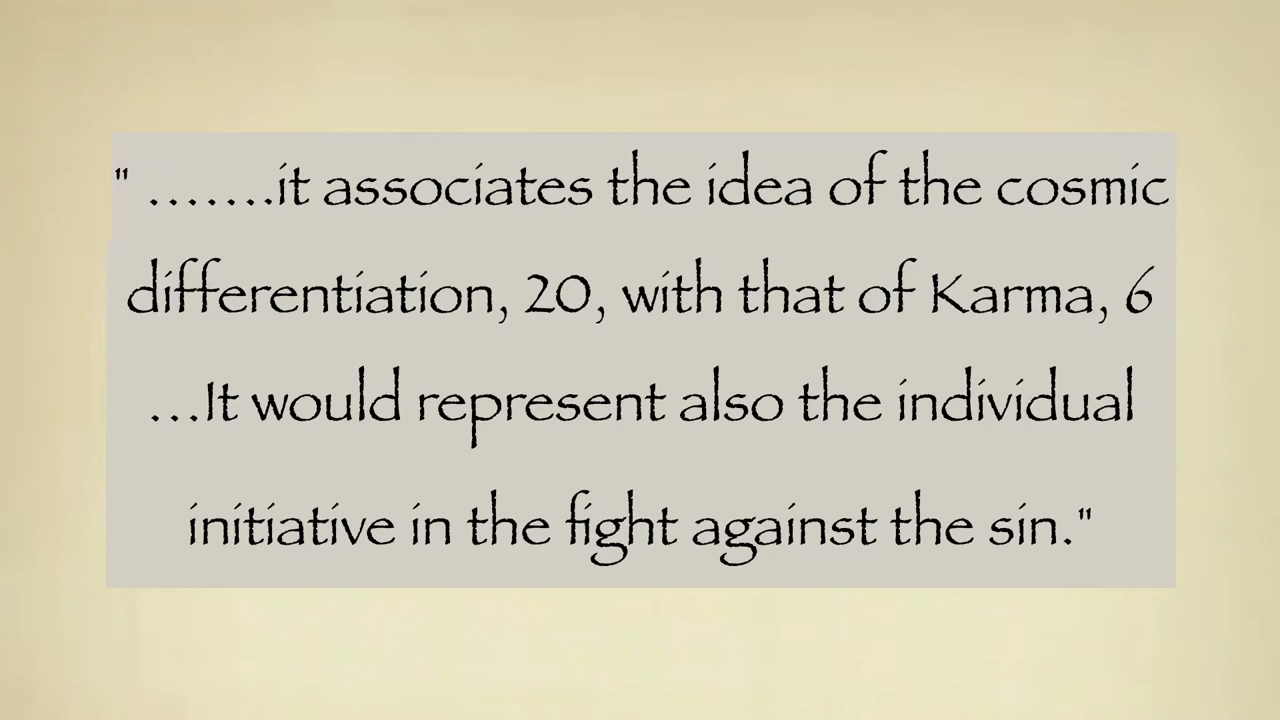 " .......it associates the idea of the cosmic
differentiation, 20, with that of Karma, 6
...It would represent also the individual
initiative in the fight against the sin."